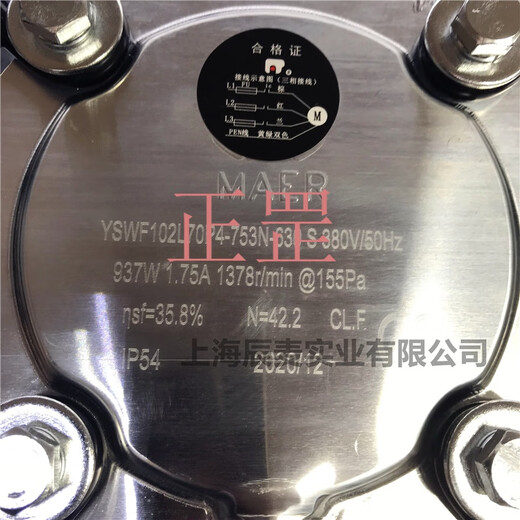 合格证
接线示意图（三相接线）
L1 FU 棕
L2 红
L3 兰
M
PEN线 黄绿双色
MAER
YSWF102L70P4-753N-630 S 380V/50Hz
937W 1.75A 1378r/min @155Pa
ηsf=35.8% N=42.2 CL.F.
IP54 2020/12
正罡
上海辰麦实业有限公司